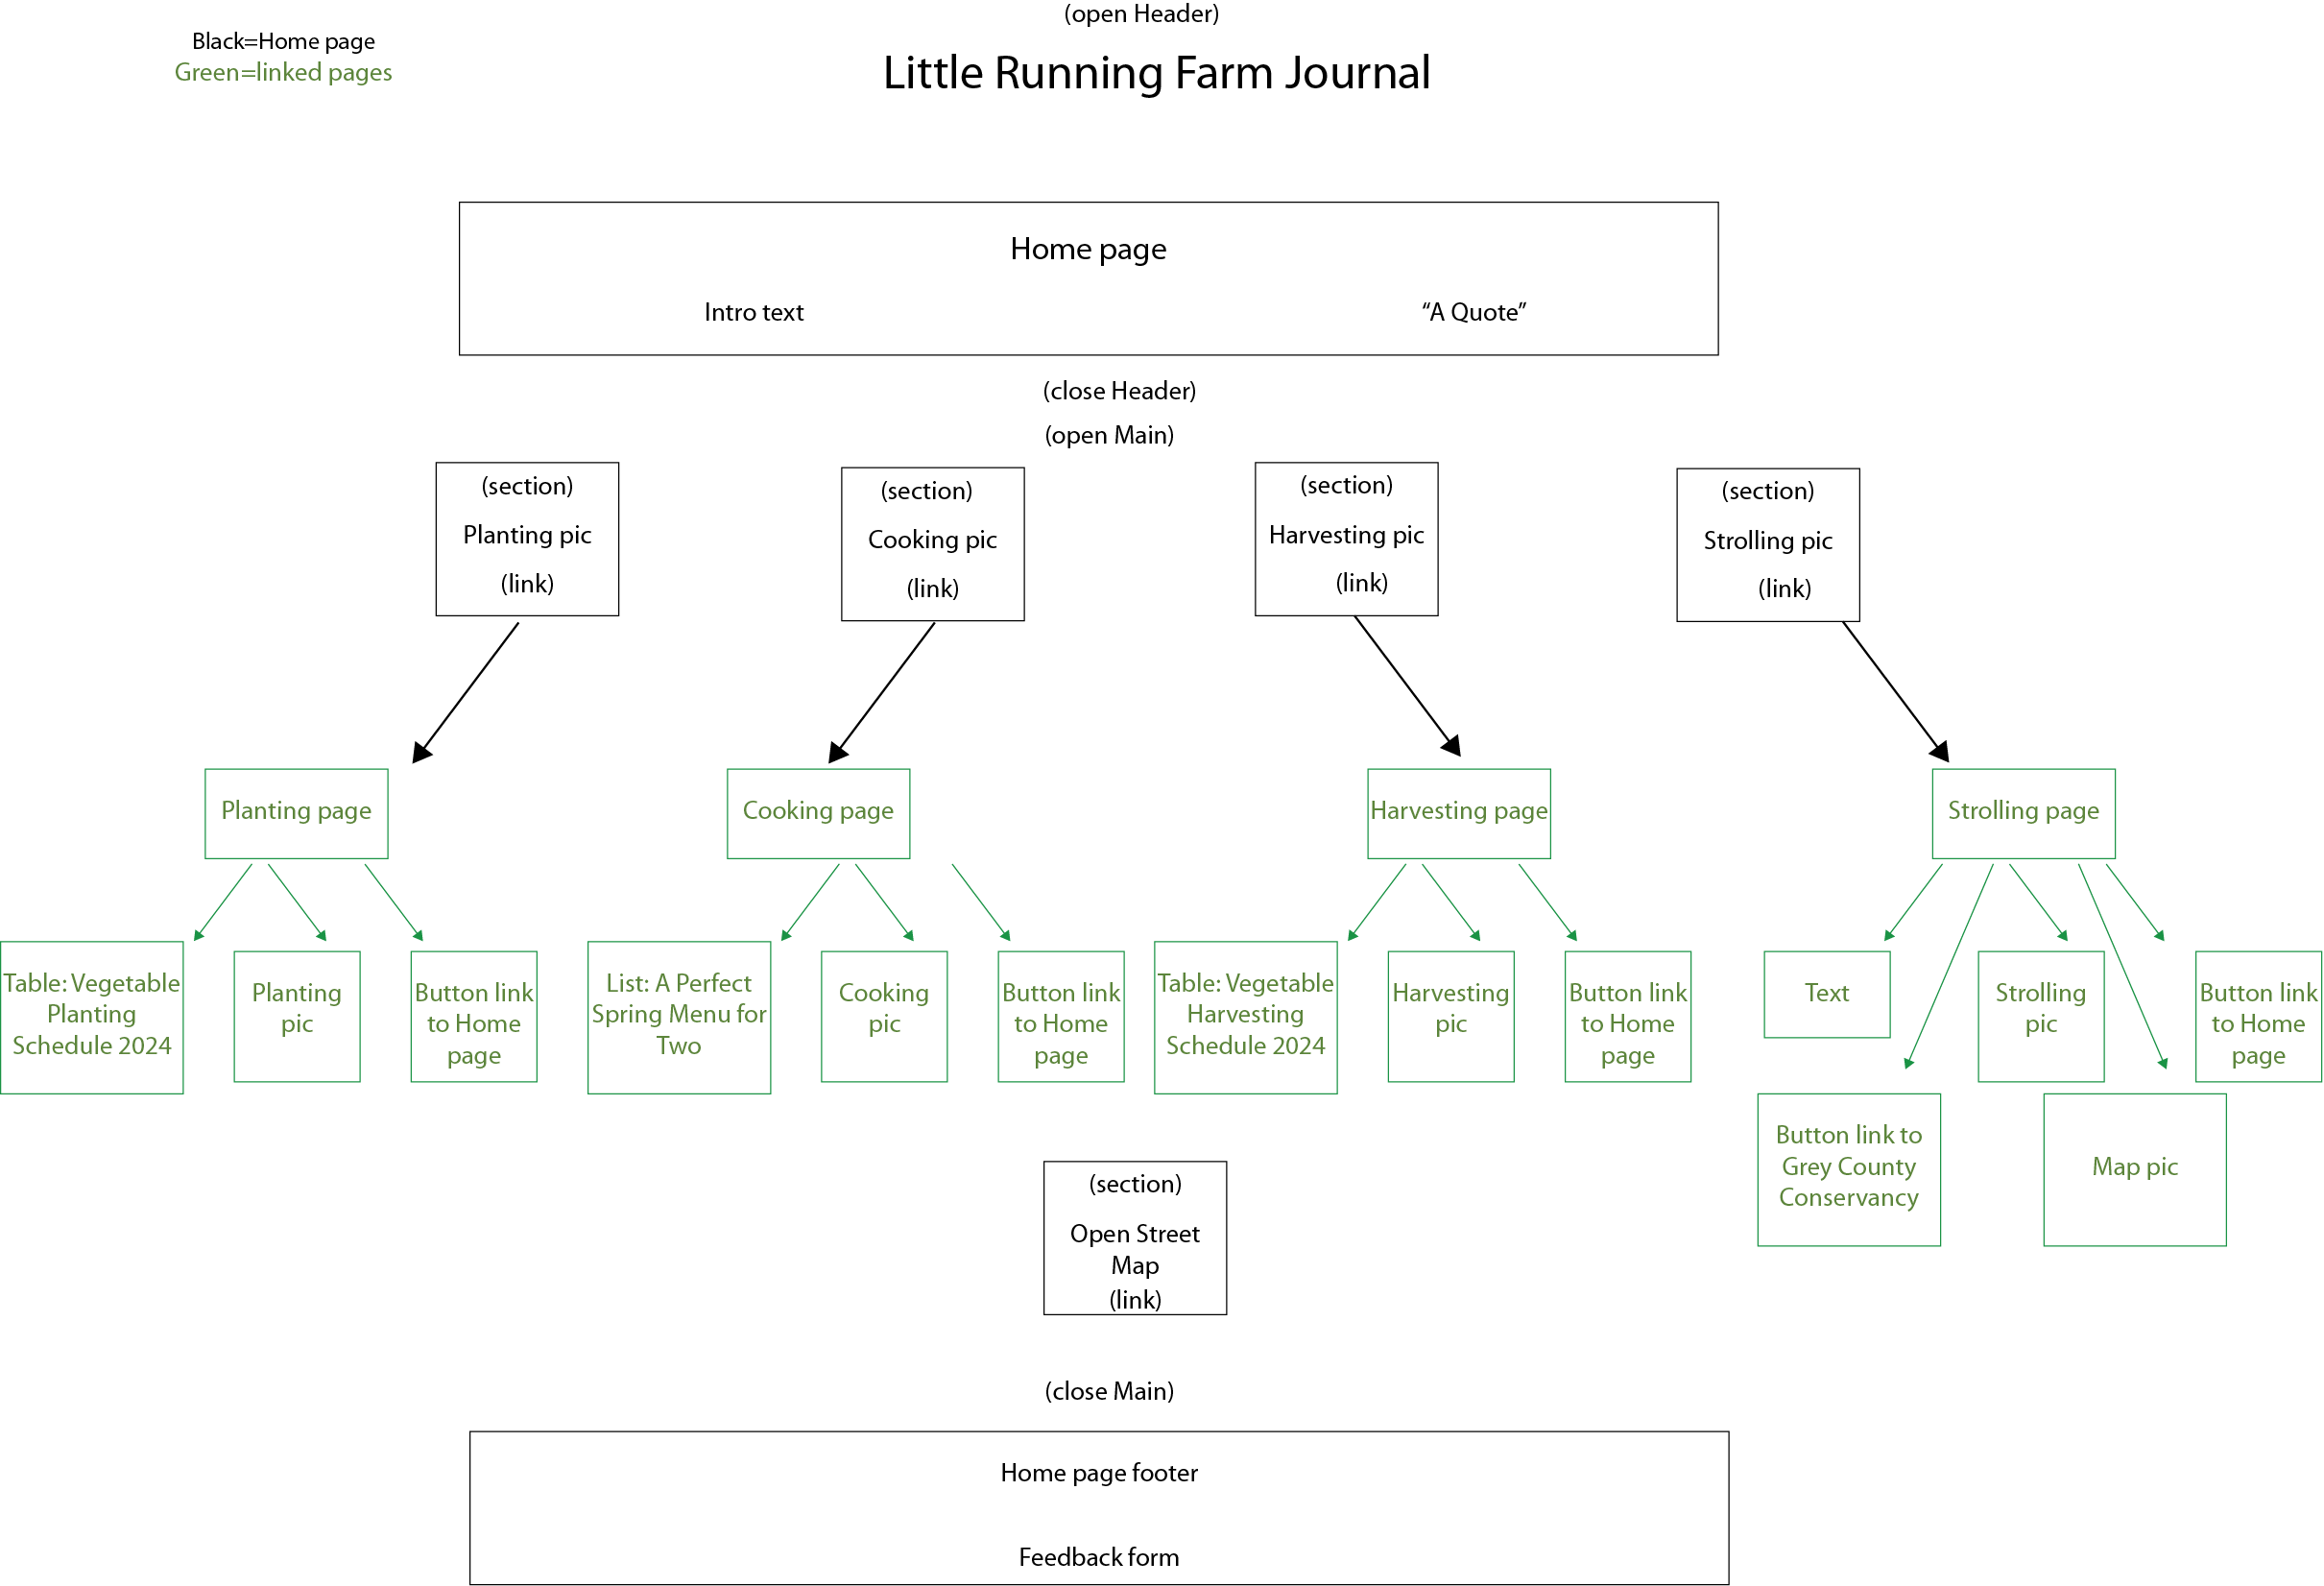 (open Header)
Black=Home page
Green=linked pages
Little Running Farm Journal
Home page
Intro text
“A Quote”
(close Header)
(open Main)
(section)
Planting pic
(link)
(section)
Cooking pic
(link)
(section)
Harvesting pic
(link)
(section)
Strolling pic
(link)
Planting page
Cooking page
Harvesting page
Strolling page
Table: Vegetable
Planting
Schedule 2024
Planting
pic
Button link
to Home
page
List: A Perfect
Spring Menu for
Two
Cooking
pic
Button link
to Home
page
Table: Vegetable
Harvesting
Schedule 2024
Harvesting
pic
Button link
to Home
page
Text
Strolling
pic
Button link
to Home
page
Button link to
Grey County
Conservancy
Map pic
(section)
Open Street
Map
(link)
(close Main)
Home page footer
Feedback form